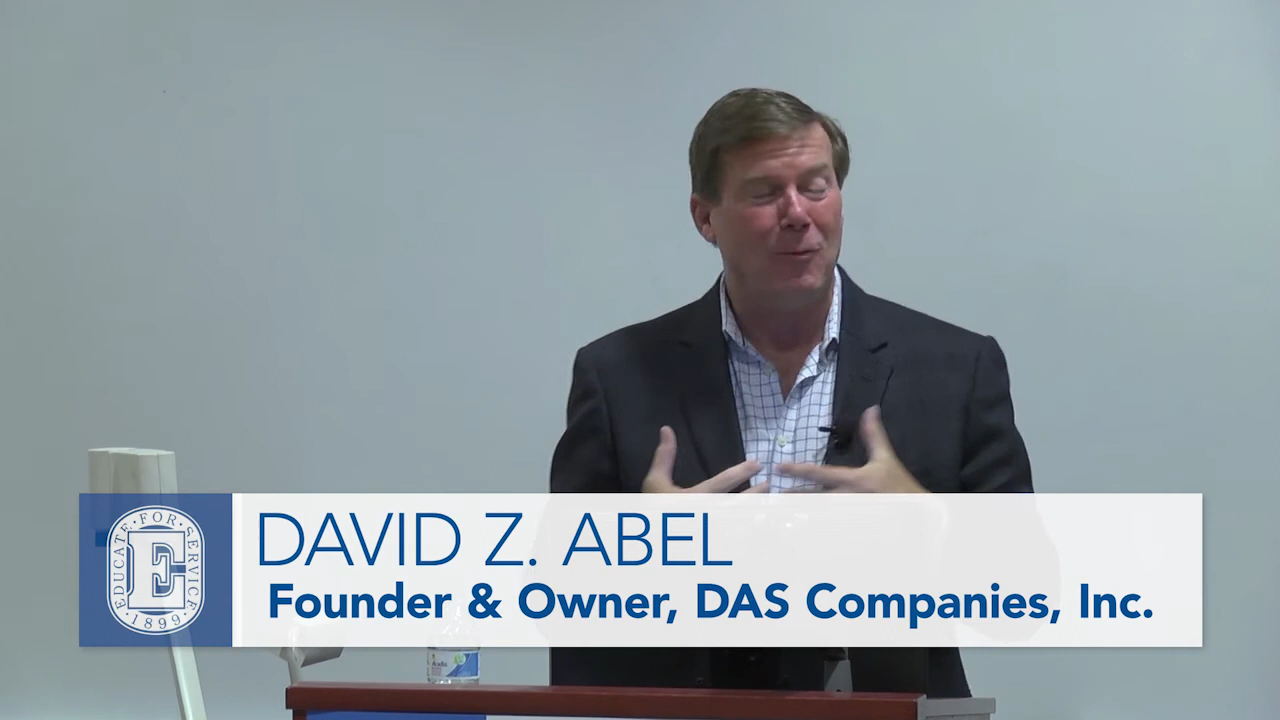 DAVID Z. ABEL
Founder & Owner, DAS Companies, Inc.
EDUCATE·FOR·SERVICE
E
·1899·